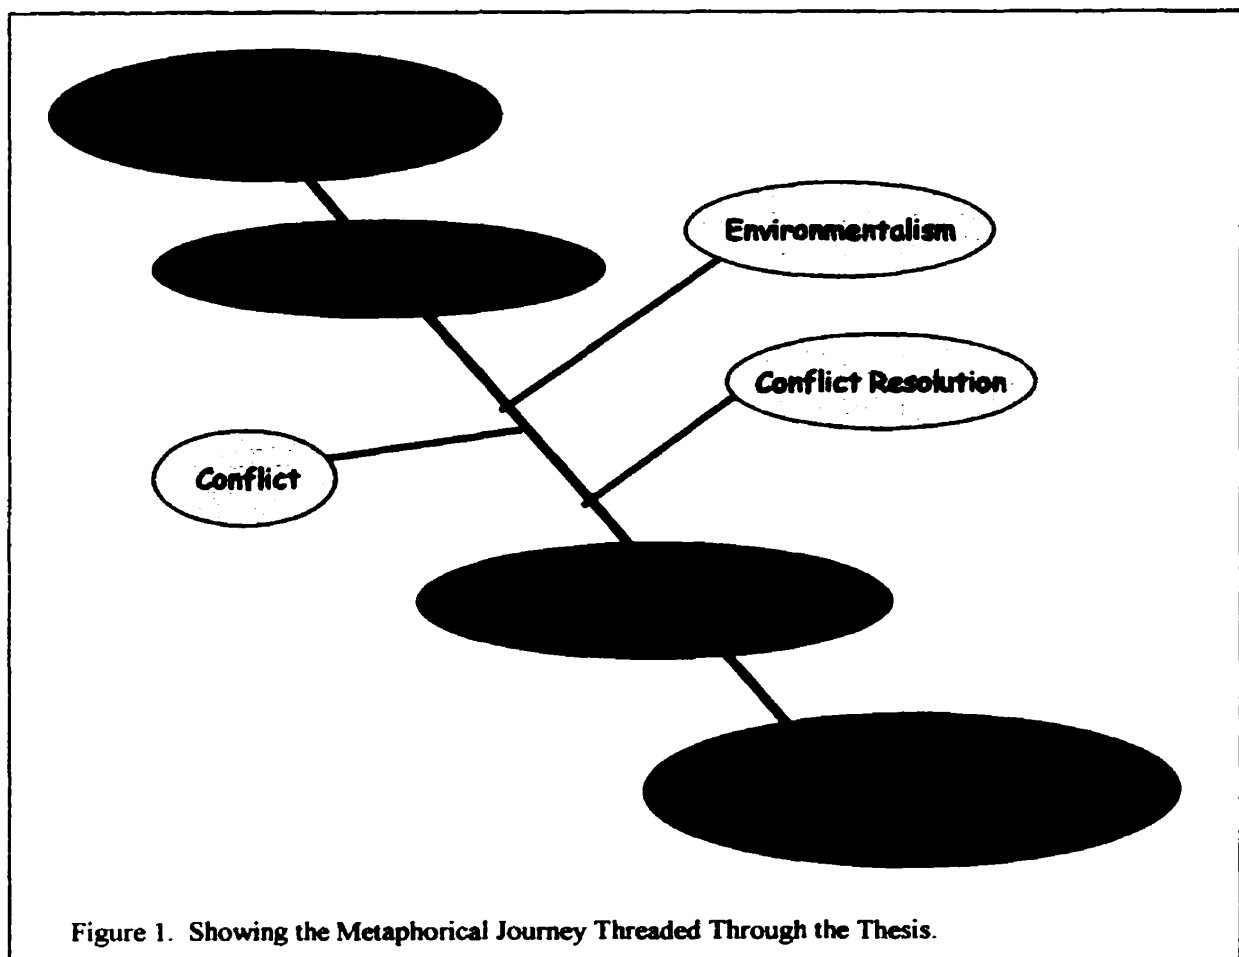 Environmentalism
Conflict Resolution
Conflict
Figure 1. Showing the Metaphorical Journey Threaded Through the Thesis.